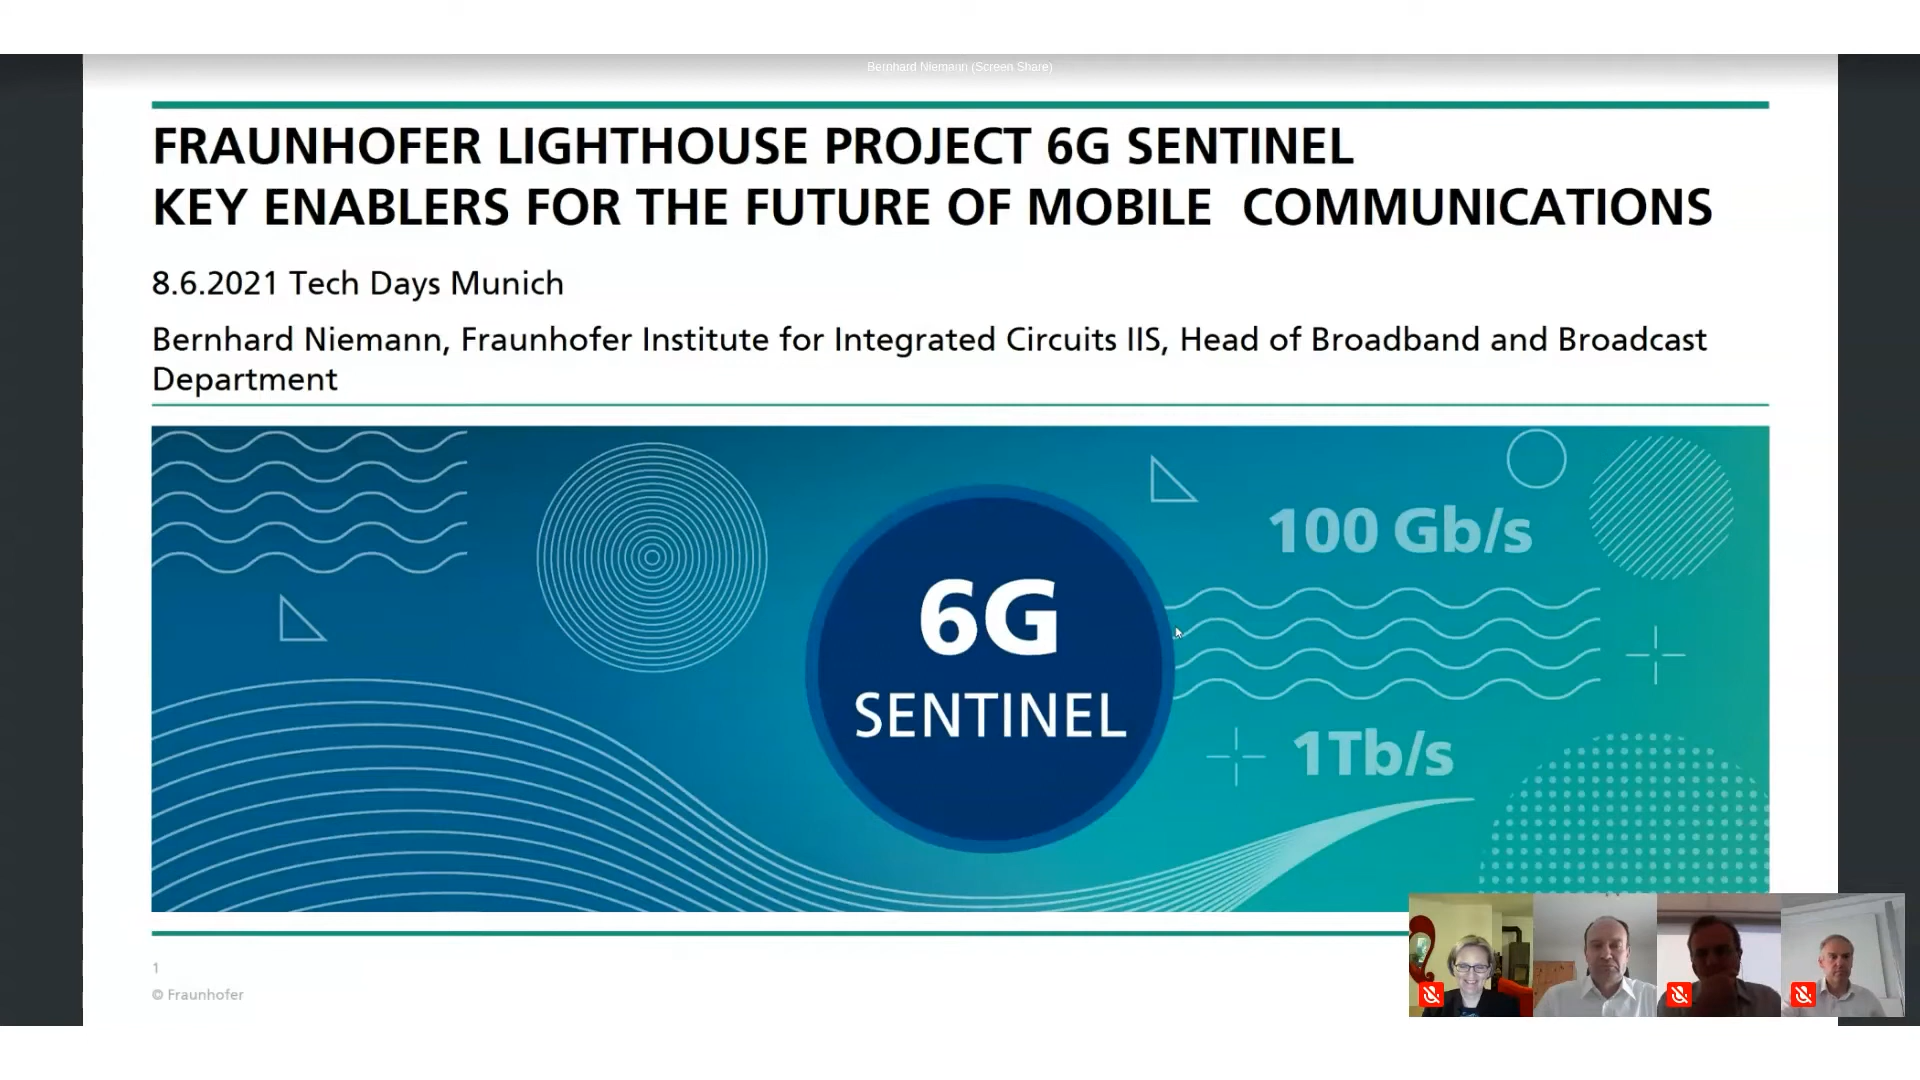 Bernhard Niemann (Screen Share)
FRAUNHOFER LIGHTHOUSE PROJECT 6G SENTINEL
KEY ENABLERS FOR THE FUTURE OF MOBILE COMMUNICATIONS
8.6.2021 Tech Days Munich
Bernhard Niemann, Fraunhofer Institute for Integrated Circuits IIS, Head of Broadband and Broadcast
Department
100 Gb/s
6G
SENTINEL
1Tb/s
1
© Fraunhofer